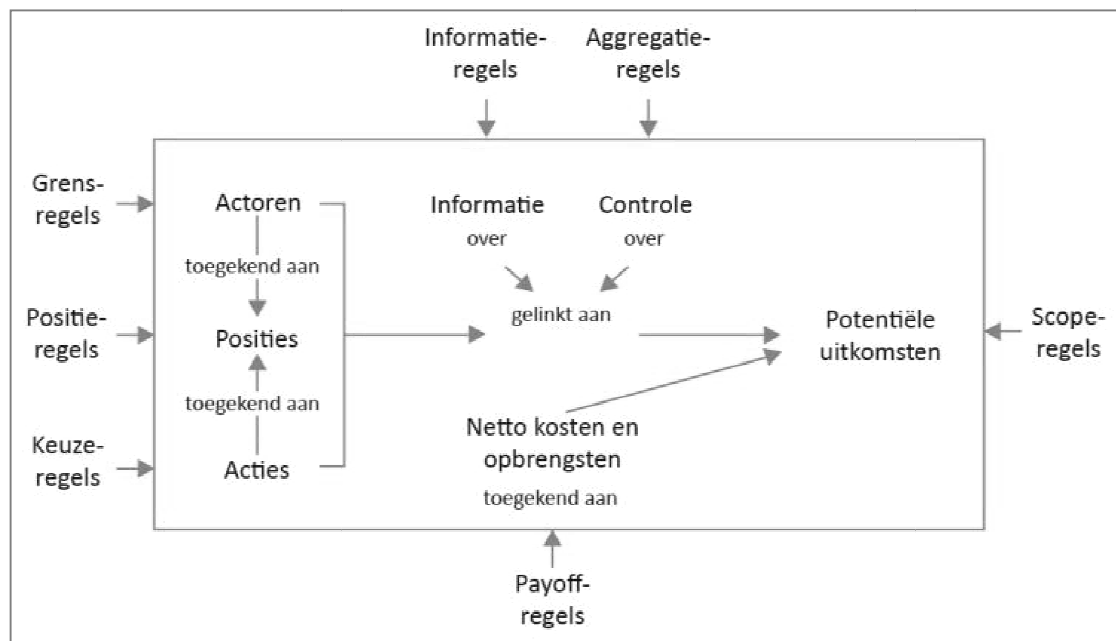 Informatie-
regels
Aggregatie-
regels
Grens-
regels
Actoren
Informatie
Controle
over
over
toegekend aan
gelinkt aan
Positie-
regels
Posities
Potentiële
uitkomsten
Scope-
regels
toegekend aan
Netto kosten en
opbrengsten
toegekend aan
Keuze-
regels
Acties
Payoff-
regels